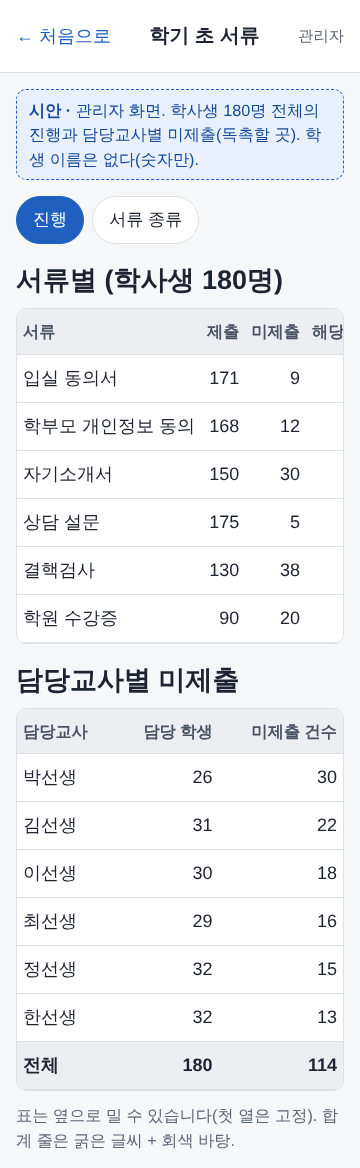 ← 처음으로 학기 초 서류 관리자
시안 · 관리자 화면. 학사생 180명 전체의
진행과 담당교사별 미제출(독촉할 곳). 학
생 이름은 없다(숫자만).
진행 서류 종류
서류별 (학사생 180명)
서류 제출 미제출 해당
입실 동의서 171 9
학부모 개인정보 동의 168 12
자기소개서 150 30
상담 설문 175 5
결핵검사 130 38
학원 수강증 90 20
담당교사별 미제출
담당교사 담당 학생 미제출 건수
박선생 26 30
김선생 31 22
이선생 30 18
최선생 29 16
정선생 32 15
한선생 32 13
전체 180 114
표는 옆으로 밀 수 있습니다(첫 열은 고정). 합
계 줄은 굵은 글씨 + 회색 바탕.